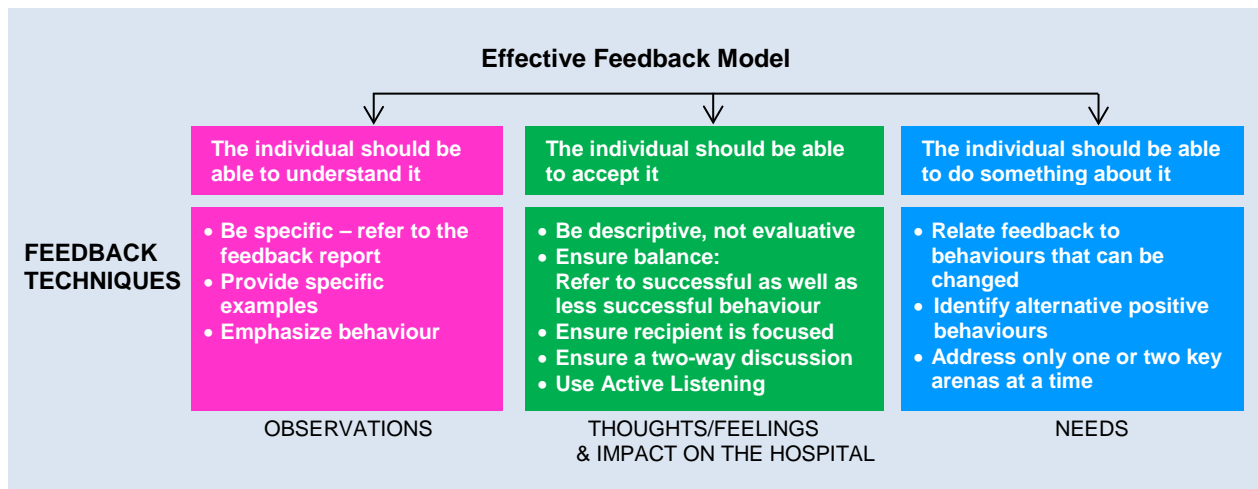 Effective Feedback Model
The individual should be
able to understand it
The individual should be able
to accept it
The individual should be able
to do something about it
FEEDBACK
TECHNIQUES
• Be specific – refer to the
feedback report
• Provide specific
examples
• Emphasize behaviour
• Be descriptive, not evaluative
• Ensure balance:
Refer to successful as well as
less successful behaviour
• Ensure recipient is focused
• Ensure a two-way discussion
• Use Active Listening
• Relate feedback to
behaviours that can be
changed
• Identify alternative positive
behaviours
• Address only one or two key
arenas at a time
OBSERVATIONS
THOUGHTS/FEELINGS
& IMPACT ON THE HOSPITAL
NEEDS